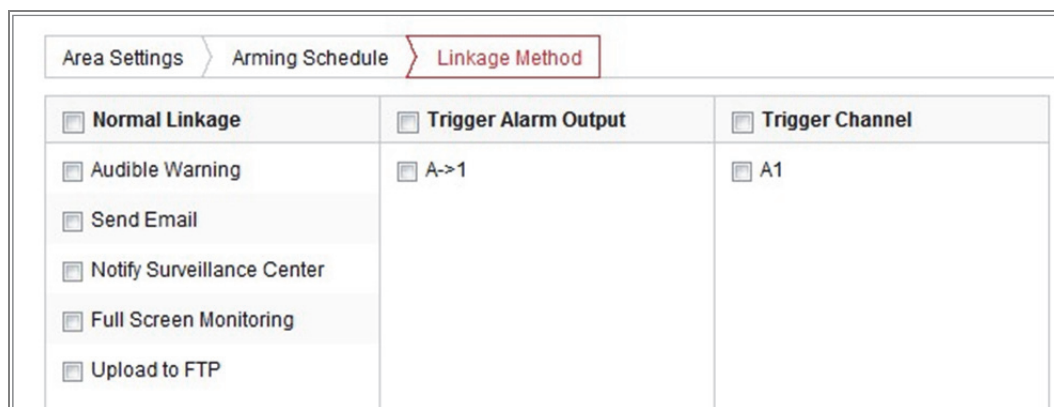 Area Settings Arming Schedule Linkage Method
Normal Linkage Trigger Alarm Output Trigger Channel
Audible Warning A->1 A1
Send Email
Notify Surveillance Center
Full Screen Monitoring
Upload to FTP